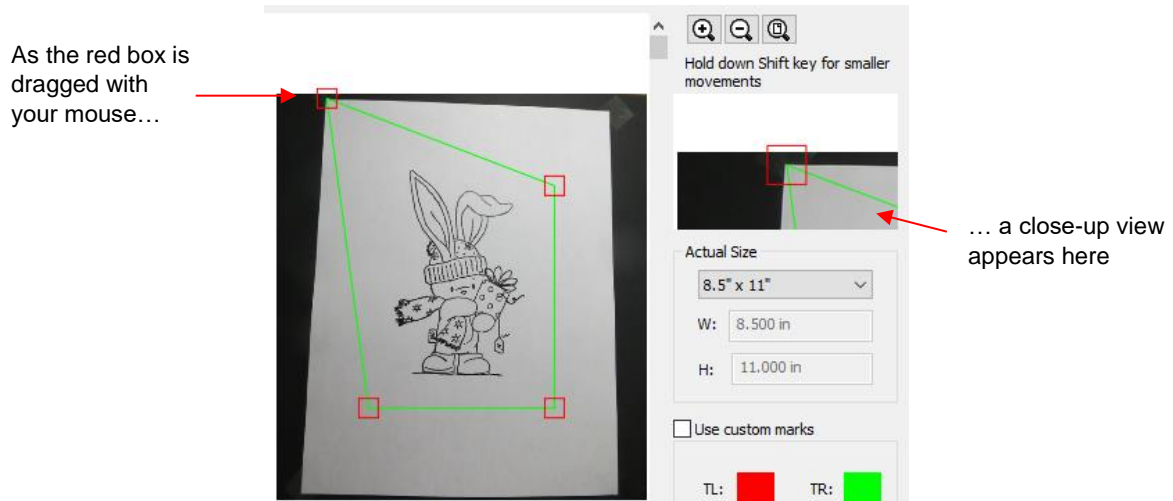 As the red box is
dragged with
your mouse…
Hold down Shift key for smaller
movements
… a close-up view
appears here
Actual Size
8.5" x 11"
W: 8.500 in
H: 11.000 in
Use custom marks
TL: TR: